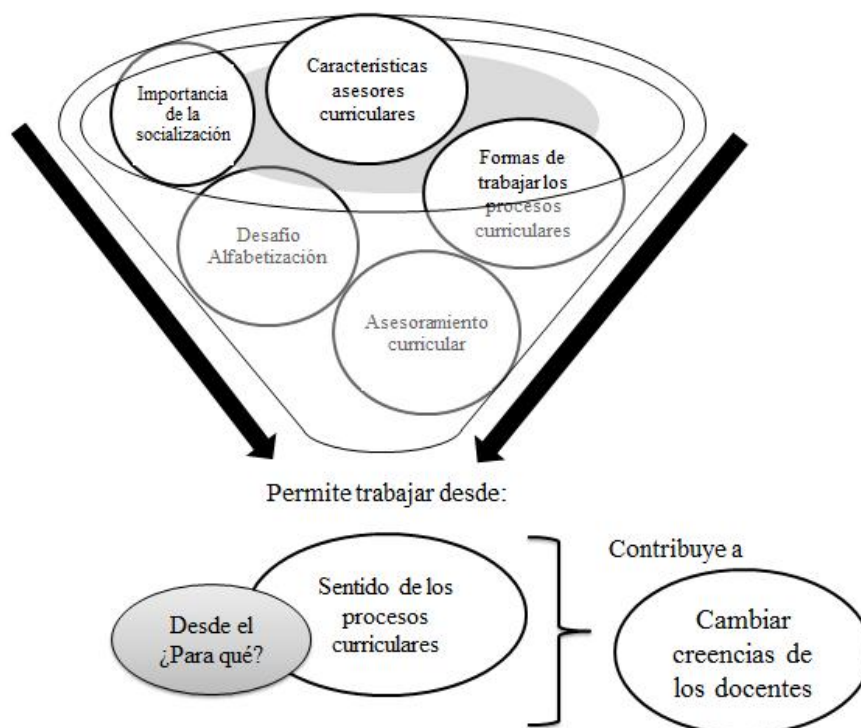 Importancia
de la
socialización
Características
asesores
curriculares
Formas de
trabajar los
procesos
curriculares
Desafío
Alfabetización
Asesoramiento
curricular
Permite trabajar desde:
Desde el
¿Para qué?
Sentido de los
procesos
curriculares
Contribuye a
Cambiar
creencias de
los docentes